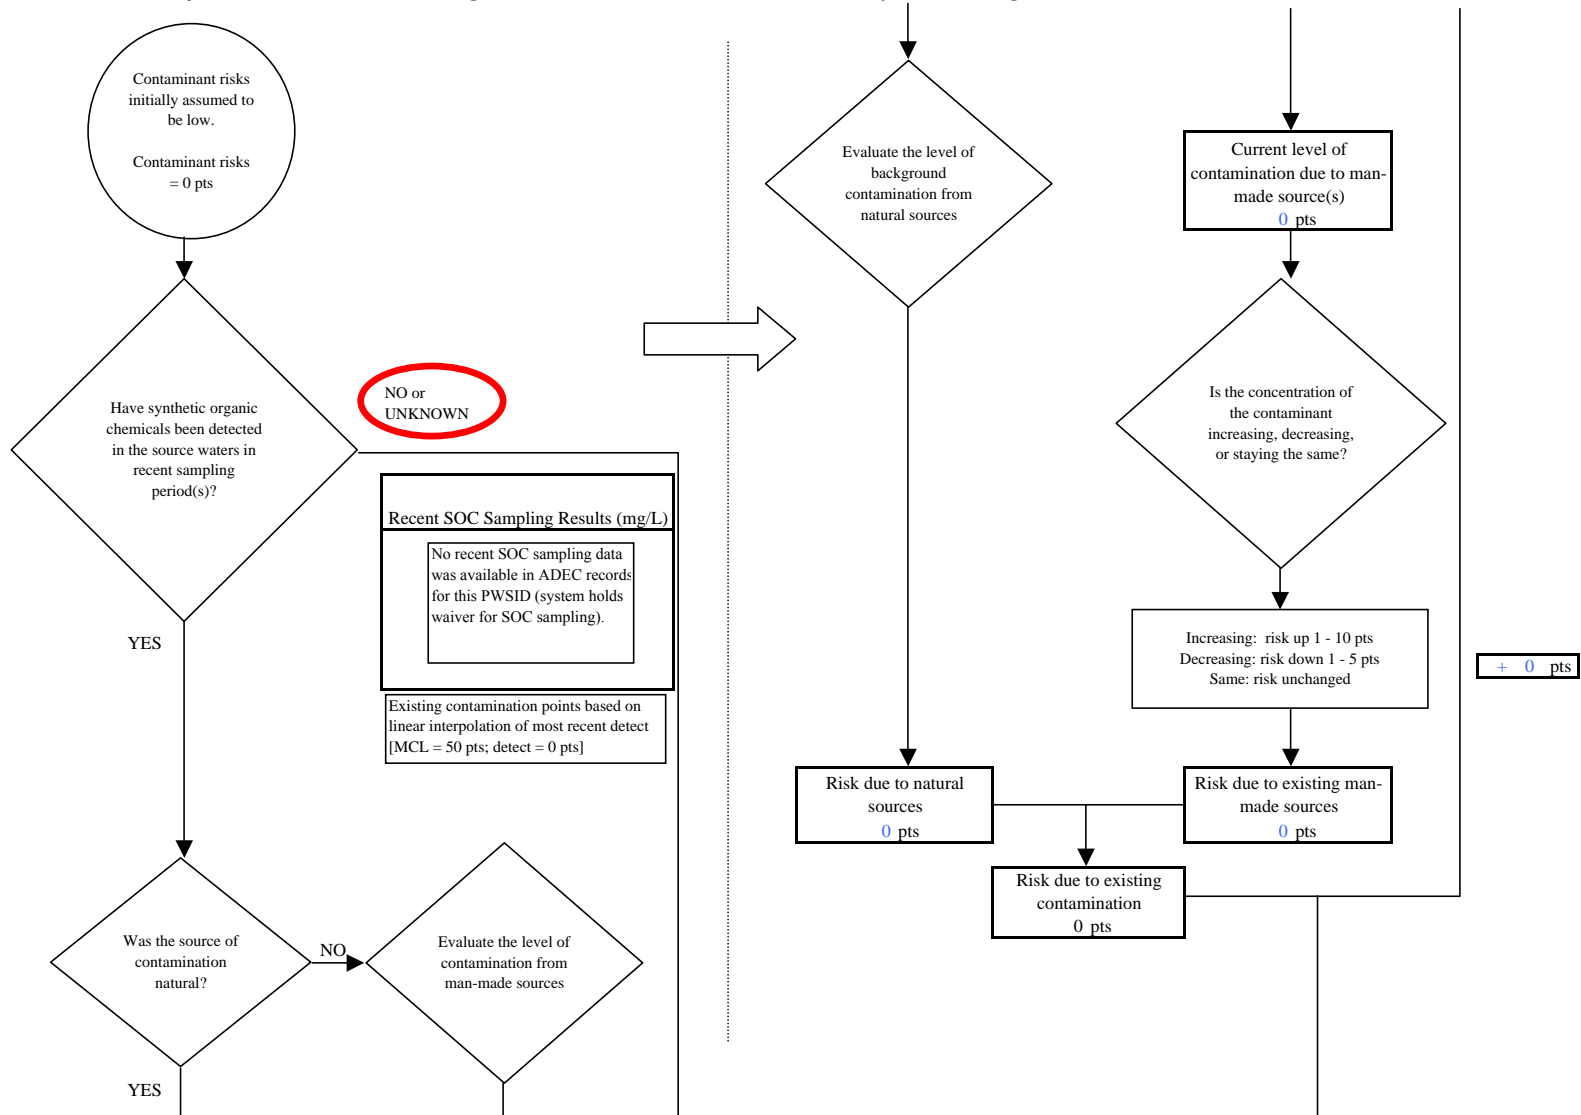 Contaminant risks
initially assumed to
be low.
Contaminant risks
= 0 pts
Have synthetic organic
chemicals been detected
in the source waters in
recent sampling
period(s)?
NO or
UNKNOWN
Recent SOC Sampling Results (mg/L)
No recent SOC sampling data
was available in ADEC records
for this PWSID (system holds
waiver for SOC sampling).
Existing contamination points based on
linear interpolation of most recent detect
[MCL = 50 pts; detect = 0 pts]
YES
Was the source of
contamination
natural?
NO
Evaluate the level of
contamination from
man-made sources
YES
Evaluate the level of
background
contamination from
natural sources
Current level of
contamination due to man-
made source(s)
0 pts
Is the concentration of
the contaminant
increasing, decreasing,
or staying the same?
Increasing: risk up 1 - 10 pts
Decreasing: risk down 1 - 5 pts
Same: risk unchanged
+ 0 pts
Risk due to natural
sources
0 pts
Risk due to existing man-
made sources
0 pts
Risk due to existing
contamination
0 pts